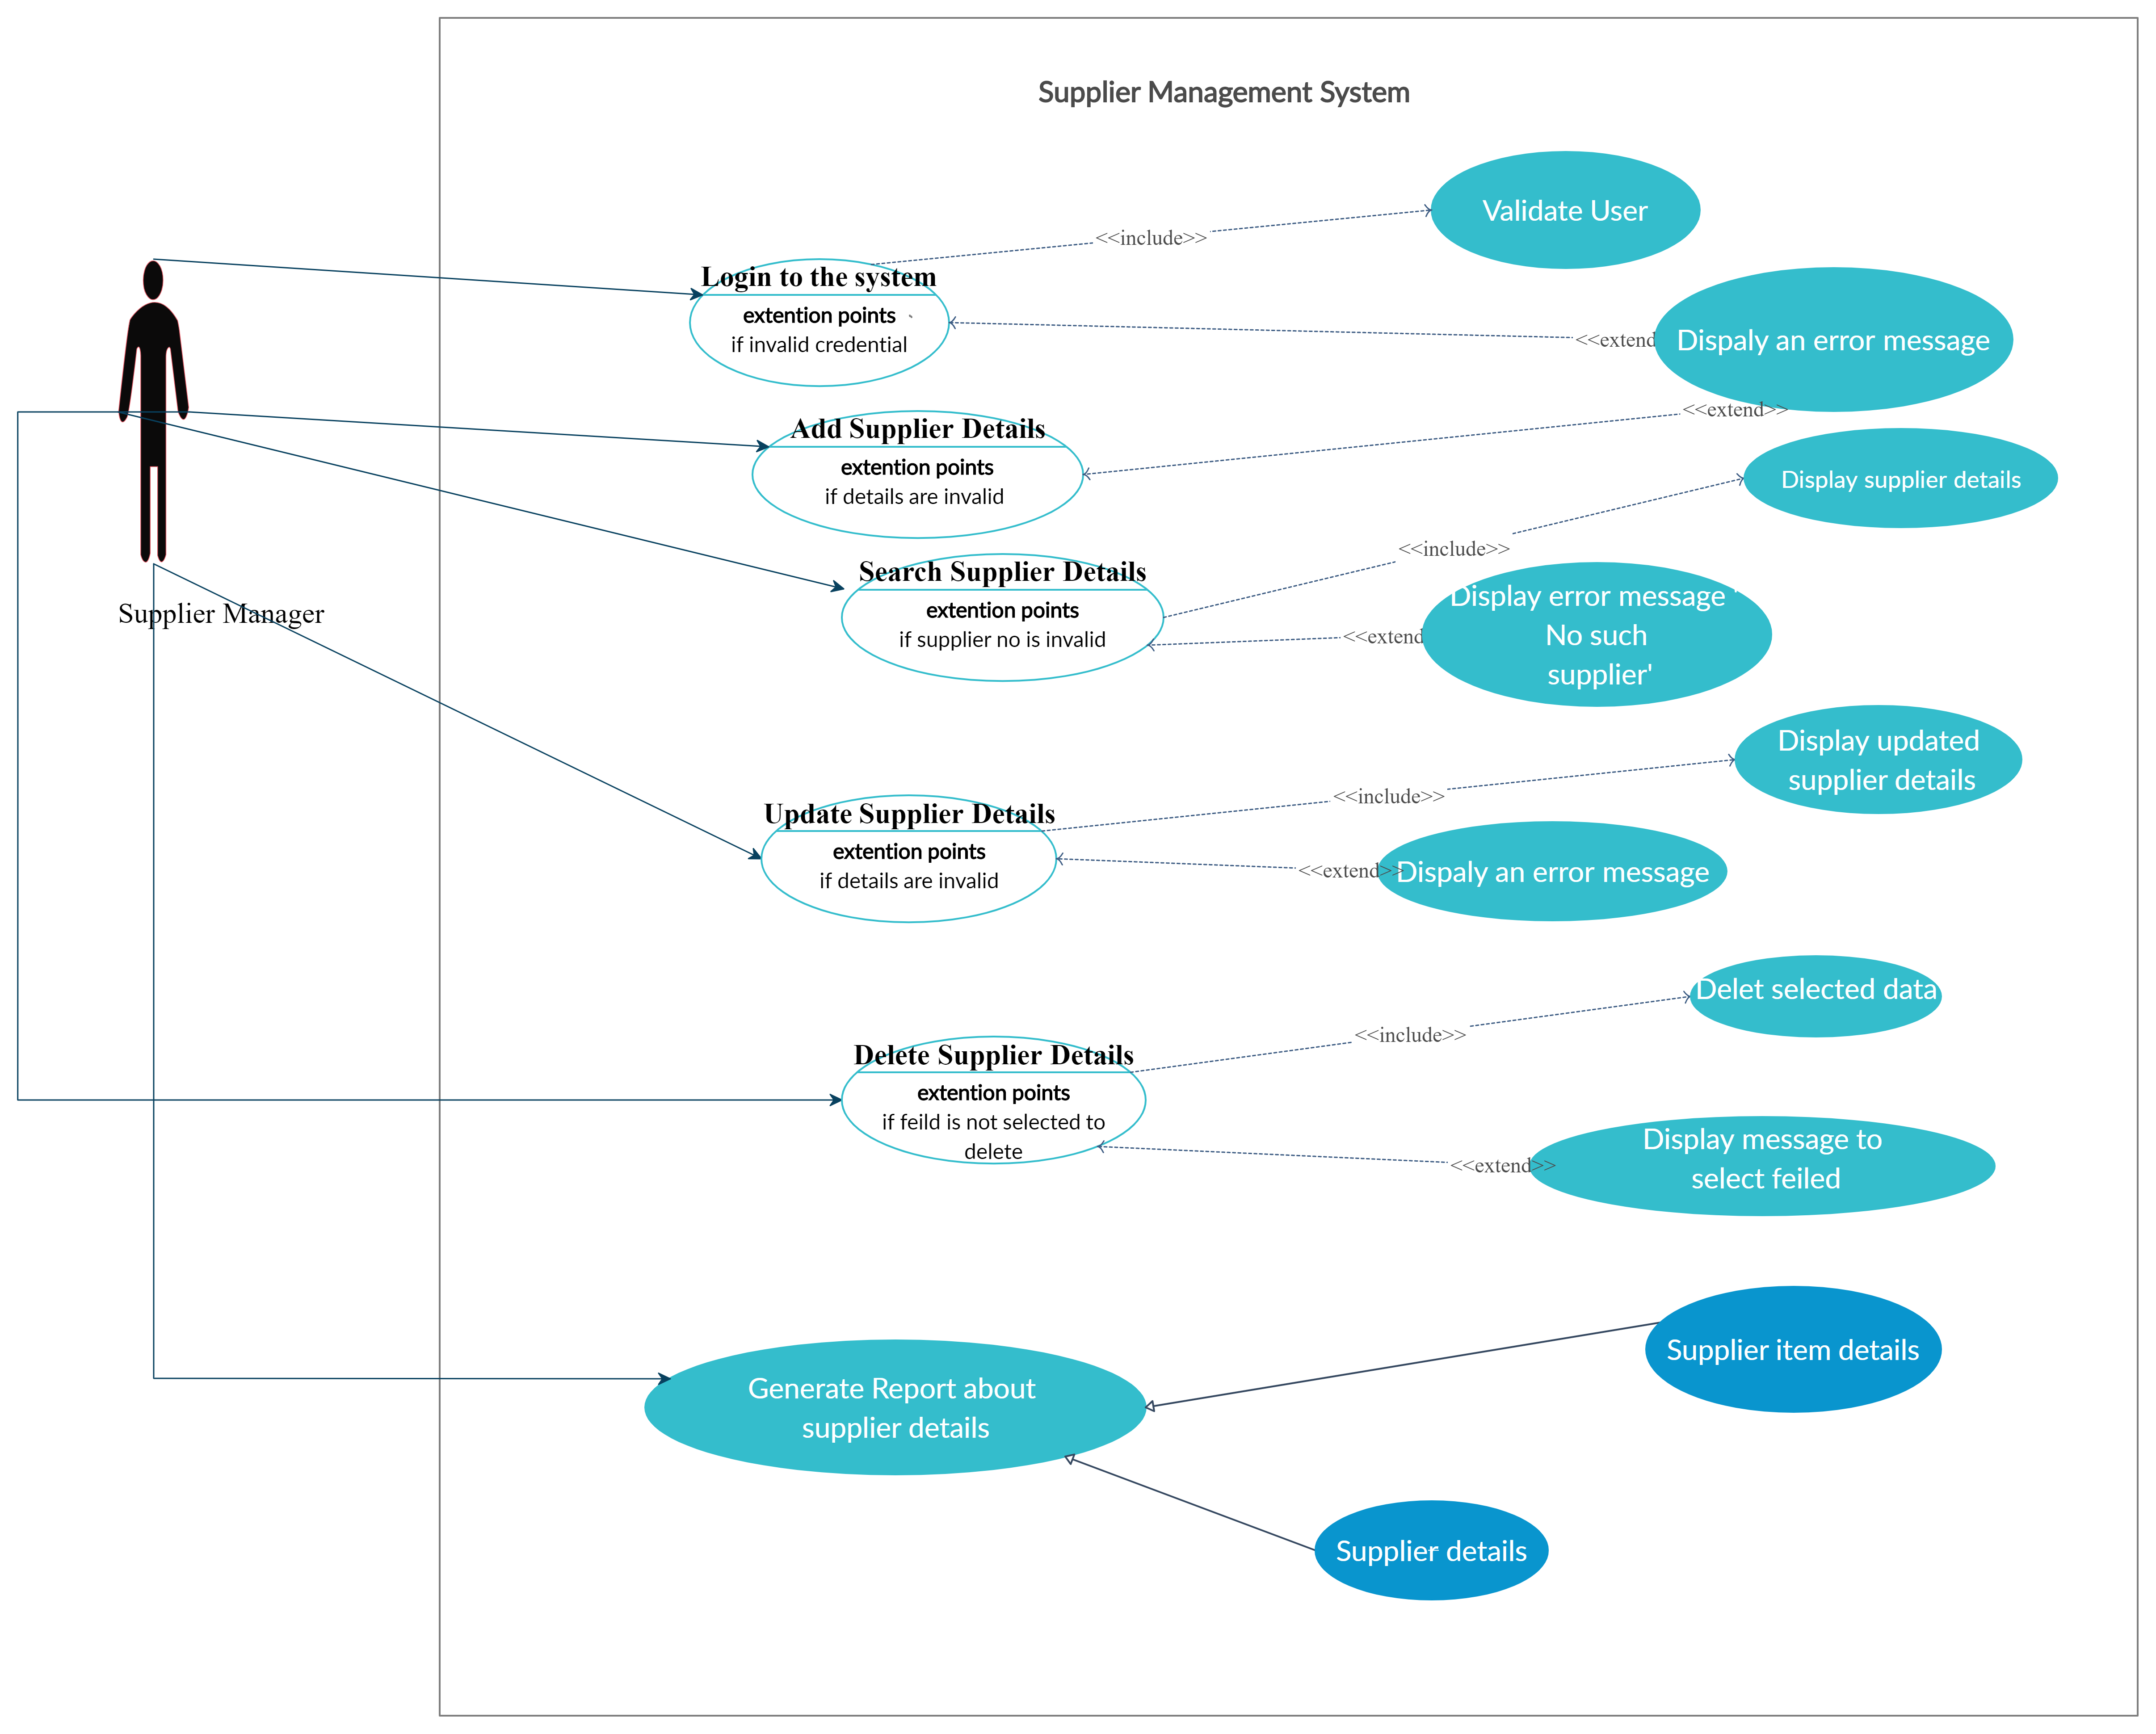 Supplier Management System
Validate User
<<include>>
Login to the system
extention points
if invalid credential
<<extend
Dispaly an error message
<<extend>>
Add Supplier Details
extention points
if details are invalid
Display supplier details
<<include>>
Search Supplier Details
extention points
if supplier no is invalid
<<extend
Display error message '
No such
supplier'
Supplier Manager
Display updated
supplier details
<<include>>
Update Supplier Details
extention points
if details are invalid
<<extend>>
Dispaly an error message
Delet selected data
<<include>>
Delete Supplier Details
extention points
if feild is not selected to
delete
<<extend>>
Display message to
select feiled
Supplier item details
Generate Report about
supplier details
Supplier details